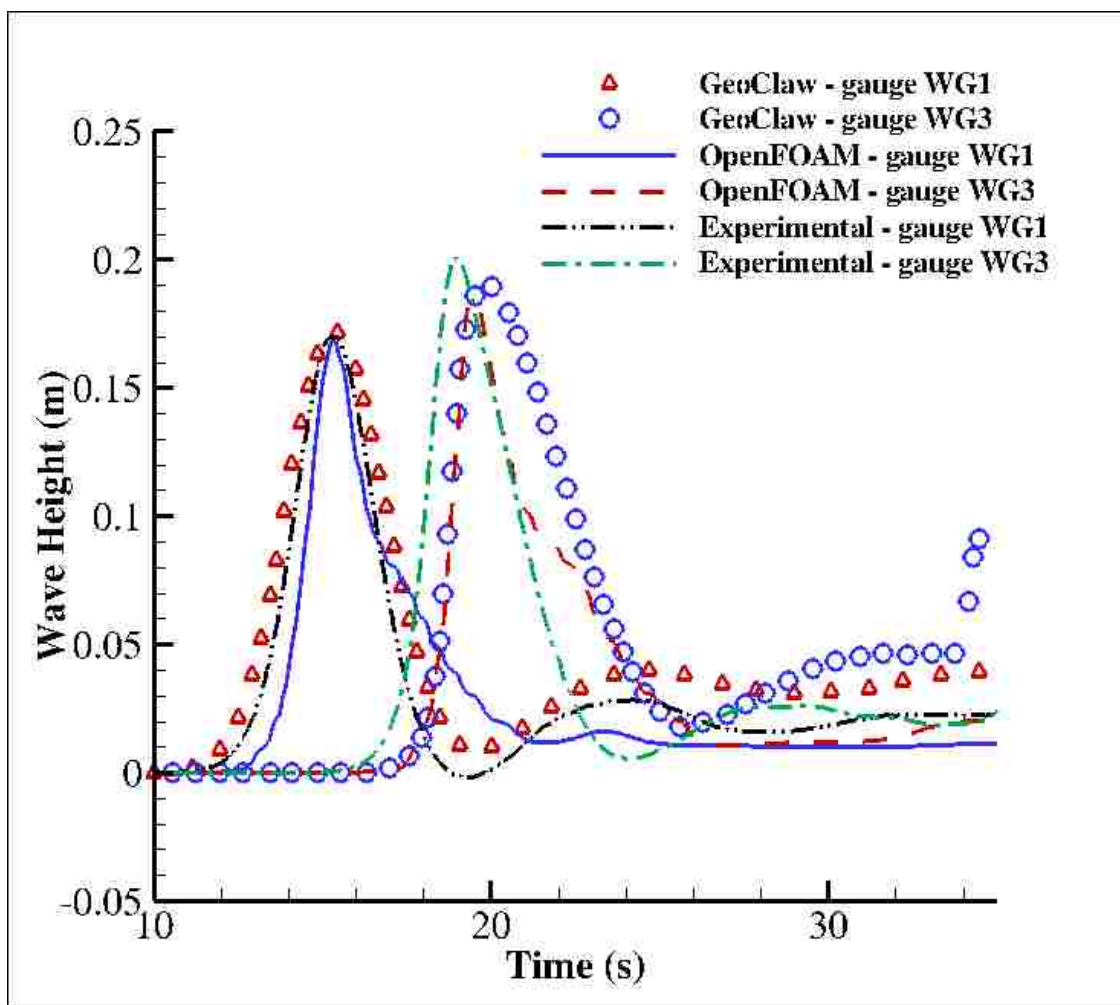 GeoClaw - gauge WG1
GeoClaw - gauge WG3
OpenFOAM - gauge WG1
OpenFOAM - gauge WG3
Experimental - gauge WG1
Experimental - gauge WG3
0.25
0.2
0.15
0.1
0.05
0
-0.05
Wave Height (m)
10
20
30
Time (s)